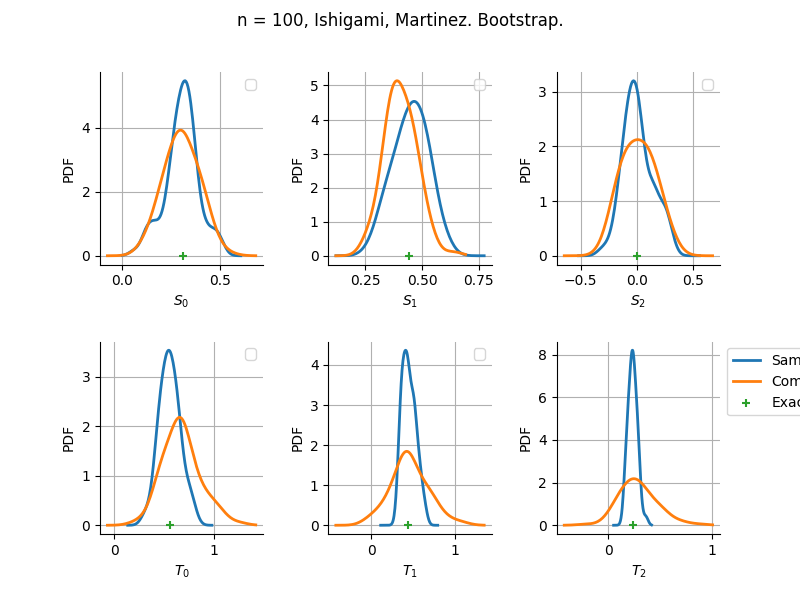 n = 100, Ishigami, Martinez. Bootstrap.
PDF
4
2
0
0.0 0.5
S₀
PDF
5
4
3
2
1
0
0.25 0.50 0.75
S₁
PDF
3
2
1
0
−0.5 0.0 0.5
S₂
PDF
3
2
1
0
0 1
T₀
PDF
4
3
2
1
0
0 1
T₁
PDF
8
6
4
2
0
0 1
T₂
Sam
Com
Exac